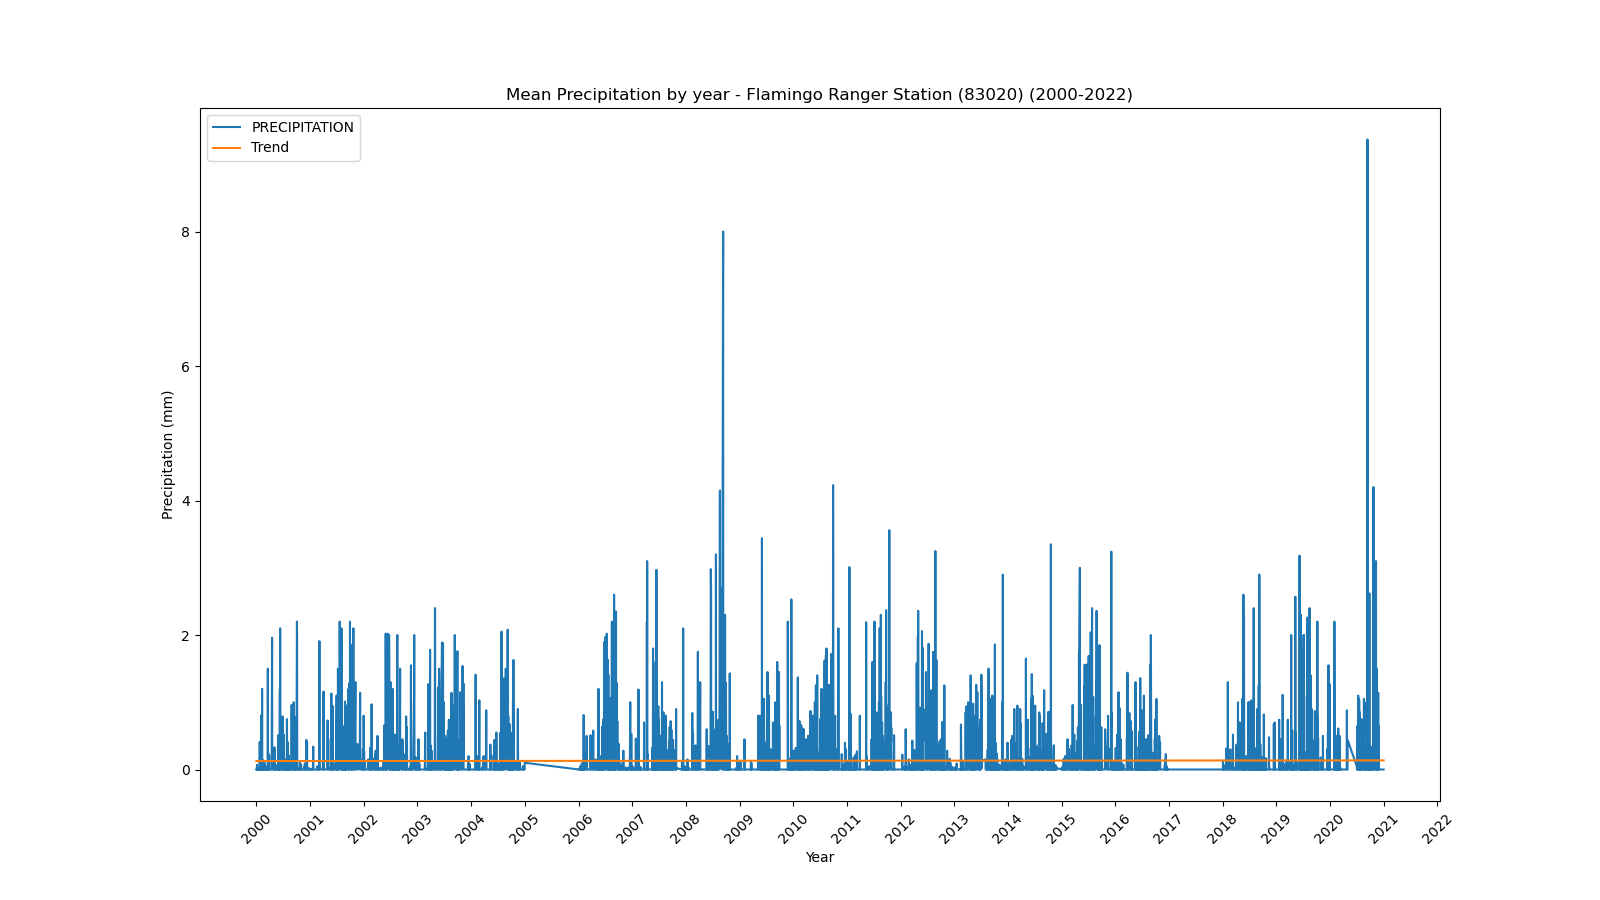 Mean Precipitation by year - Flamingo Ranger Station (83020) (2000-2022)
PRECIPITATION
Trend
Precipitation (mm)
8
6
4
2
0
2000 2001 2002 2003 2004 2005 2006 2007 2008 2009 2010 2011 2012 2013 2014 2015 2016 2017 2018 2019 2020 2021 2022
Year